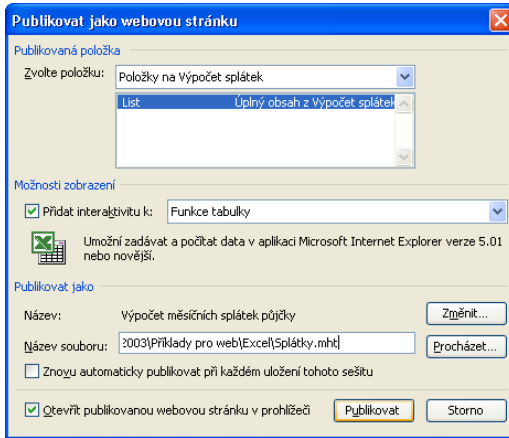 Publikovat jako webovou stránku
Publikovaná položka
Zvolte položku: Položky na Výpočet splátek
List Úplný obsah z Výpočet splátek
Možnosti zobrazení
Přidat interaktivitu k: Funkce tabulky
Umožní zadávat a počítat data v aplikaci Microsoft Internet Explorer verze 5.01
nebo novější.
Publikovat jako
Název: Výpočet měsíčních splátek půjčky Změnit...
Název souboru: 2003\Příklady pro web\Excel\Splátky.mht Procházet...
Znovu automaticky publikovat při každém uložení tohoto sešitu
Otevřít publikovanou webovou stránku v prohlížeči Publikovat Storno